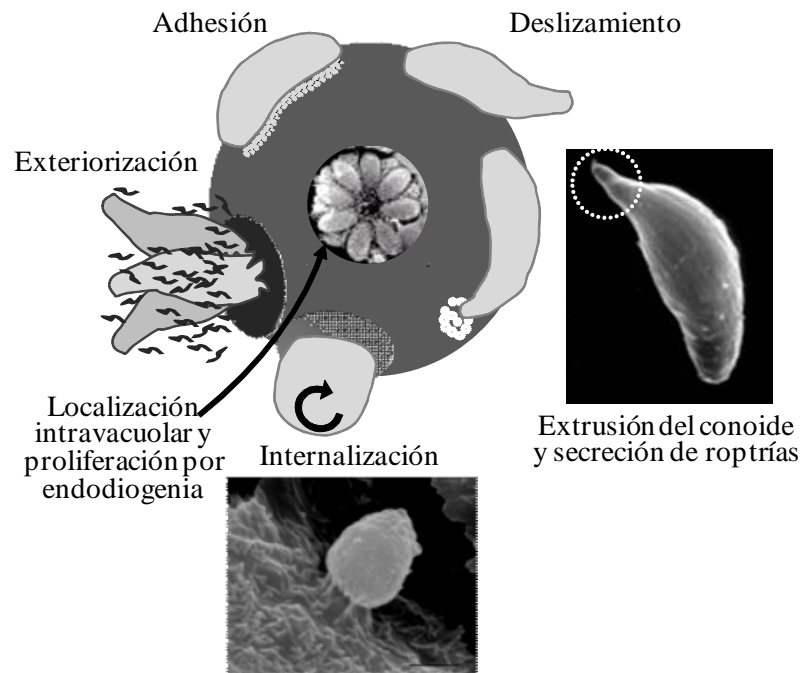 Adhesión
Deslizamiento
Exteriorización
Localización
intravacuolar y
proliferación por
endodiogenia
Internalización
Extrusión del conoide
y secreción de roptrías